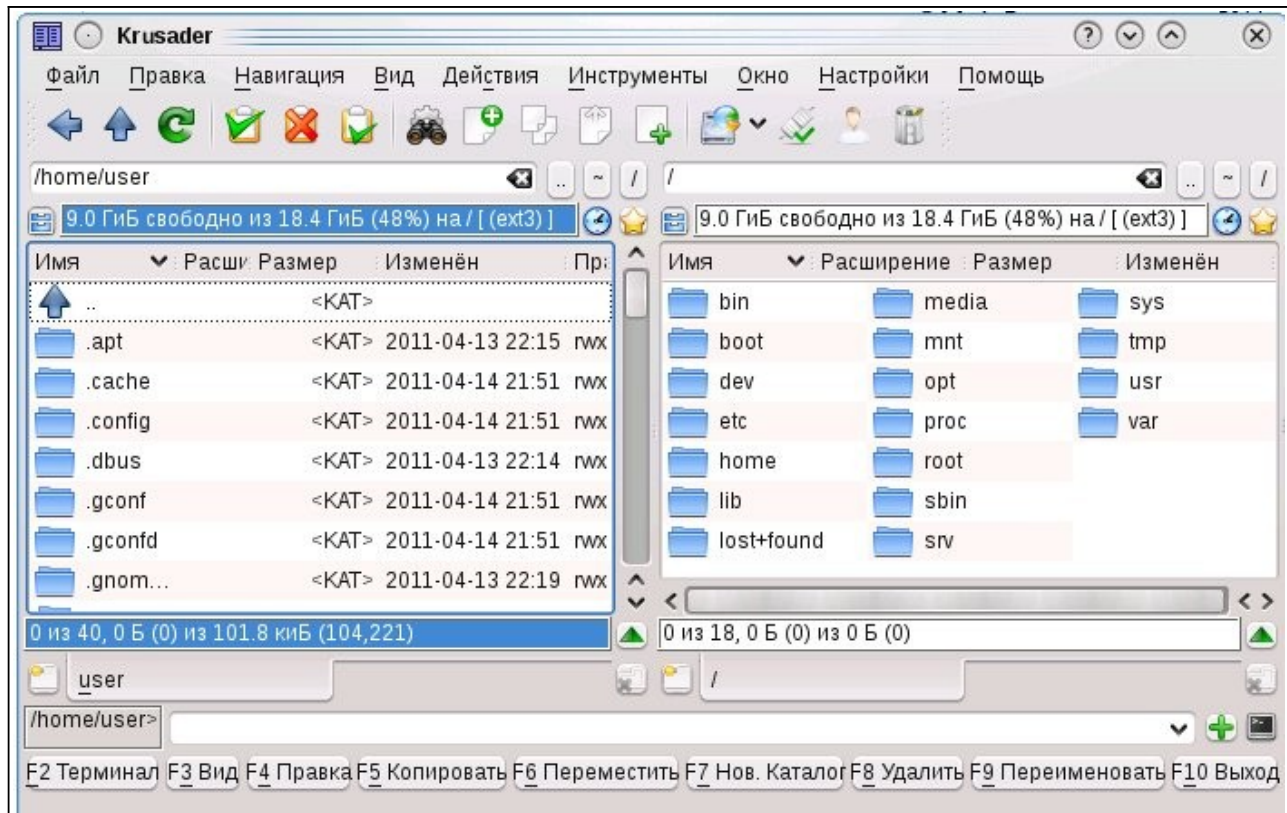 Krusader
Файл Правка Навигация Вид Действия Инструменты Окно Настройки Помощь
/home/user .. ~ / / .. ~ /
9.0 ГиБ свободно из 18.4 ГиБ (48%) на / [ (ext3) ] 9.0 ГиБ свободно из 18.4 ГиБ (48%) на / [ (ext3) ]
Имя Расши Размер Изменён Пра Имя Расширение Размер Изменён
.. <КАТ> bin media sys
.apt <КАТ> 2011-04-13 22:15 rwx boot mnt tmp
.cache <КАТ> 2011-04-14 21:51 rwx dev opt usr
.config <КАТ> 2011-04-14 21:51 rwx etc proc var
.dbus <КАТ> 2011-04-13 22:14 rwx home root
.gconf <КАТ> 2011-04-14 21:51 rwx lib sbin
.gconfd <КАТ> 2011-04-14 21:51 rwx lost+found srv
.gnom... <КАТ> 2011-04-13 22:19 rwx
0 из 40, 0 Б (0) из 101.8 киБ (104,221) 0 из 18, 0 Б (0) из 0 Б (0)
user /
/home/user>
F2 Терминал F3 Вид F4 Правка F5 Копировать F6 Переместить F7 Нов. Каталог F8 Удалить F9 Переименовать F10 Выход